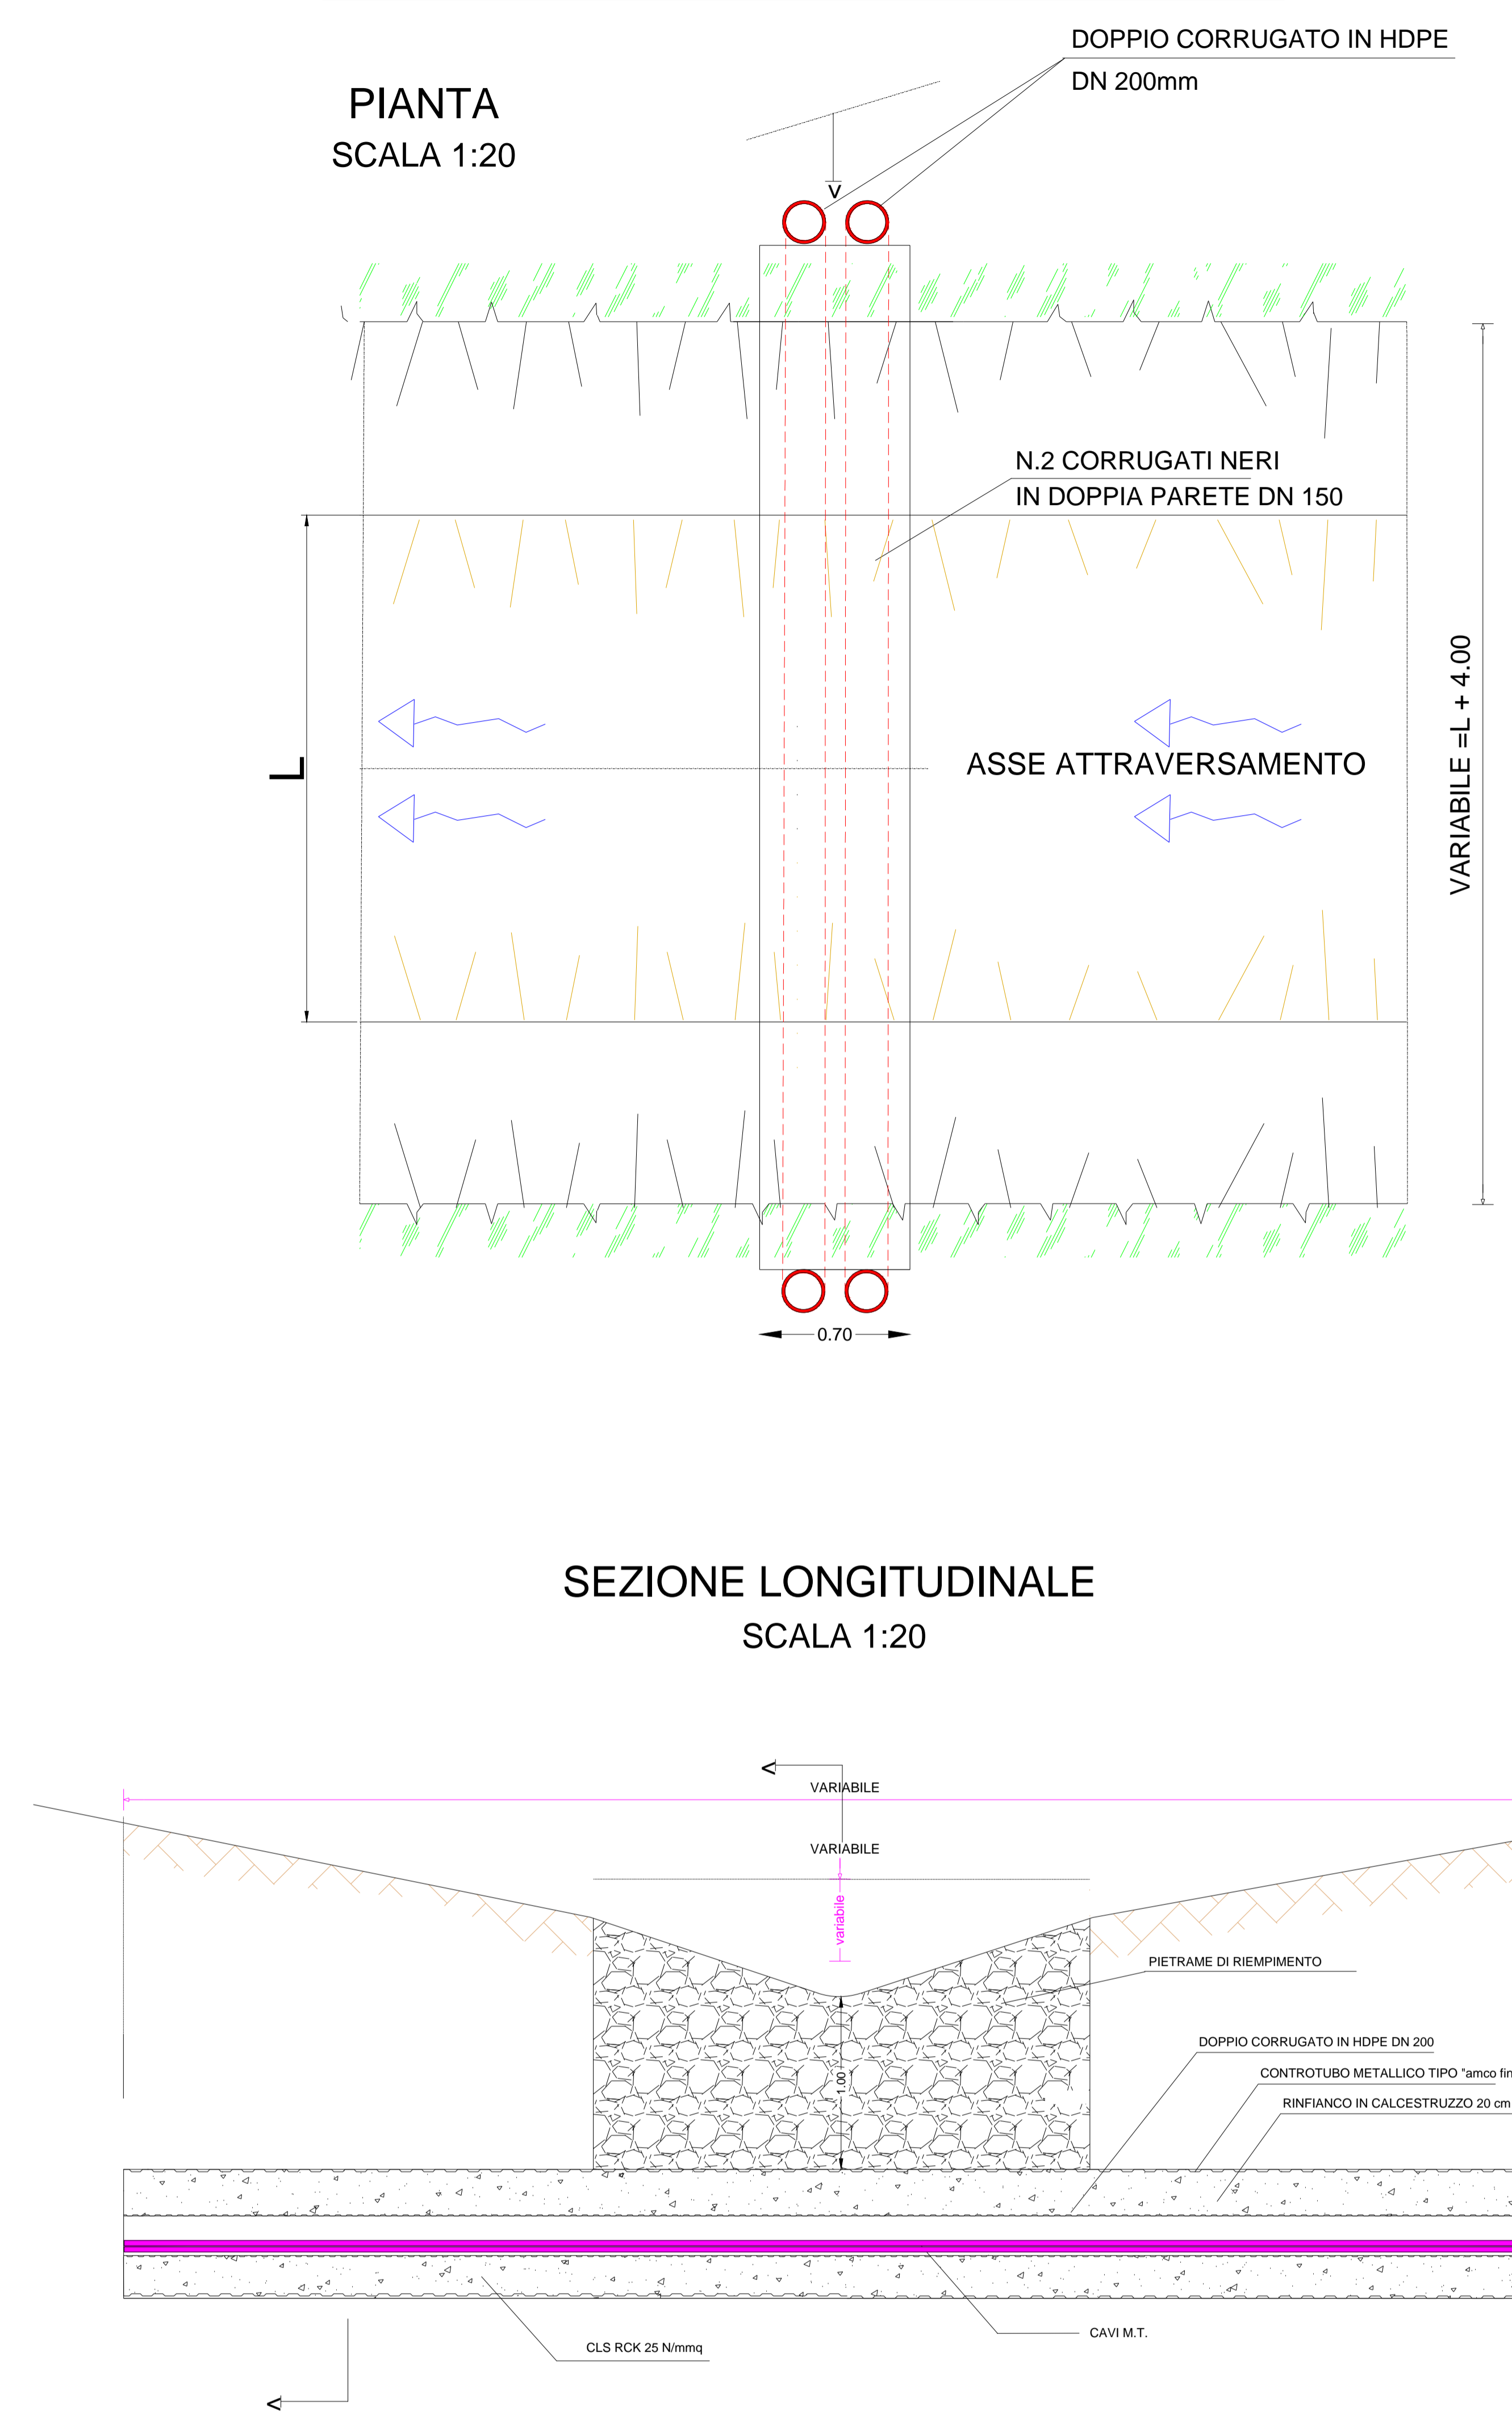 DOPPIO CORRUGATO IN HDPE
DN 200mm
PIANTA
SCALA 1:20
A
N.2 CORRUGATI NERI
IN DOPPIA PARETE DN 150
L
ASSE ATTRAVERSAMENTO
VARIABILE =L + 4.00
0.70
SEZIONE LONGITUDINALE
SCALA 1:20
A
VARIABILE
VARIABILE
variabile
PIETRAME DI RIEMPIMENTO
DOPPIO CORRUGATO IN HDPE DN 200
CONTROTUBO METALLICO TIPO "amco fin
RINFIANCO IN CALCESTRUZZO 20 cm
1.00
CAVI M.T.
CLS RCK 25 N/mmq
A